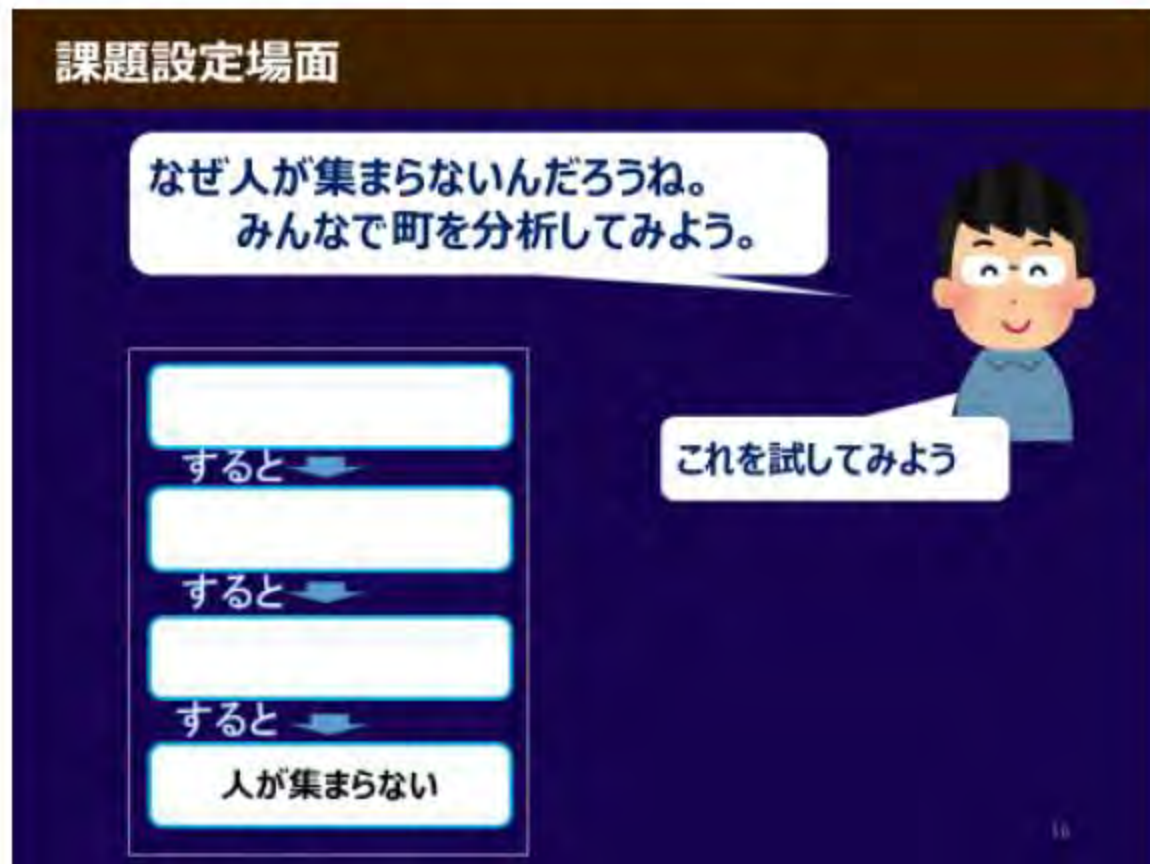 課題設定場面
なぜ人が集まらないんだろうね。
みんなで町を分析してみよう。
これを試してみよう
すると
すると
すると
人が集まらない